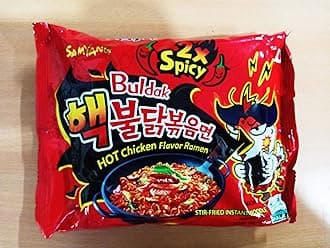 SAMYANG
2X
Spicy
Buldak
핵불닭볶음면
HOT Chicken Flavor Ramen
STIR-FRIED INSTANT NOODLE